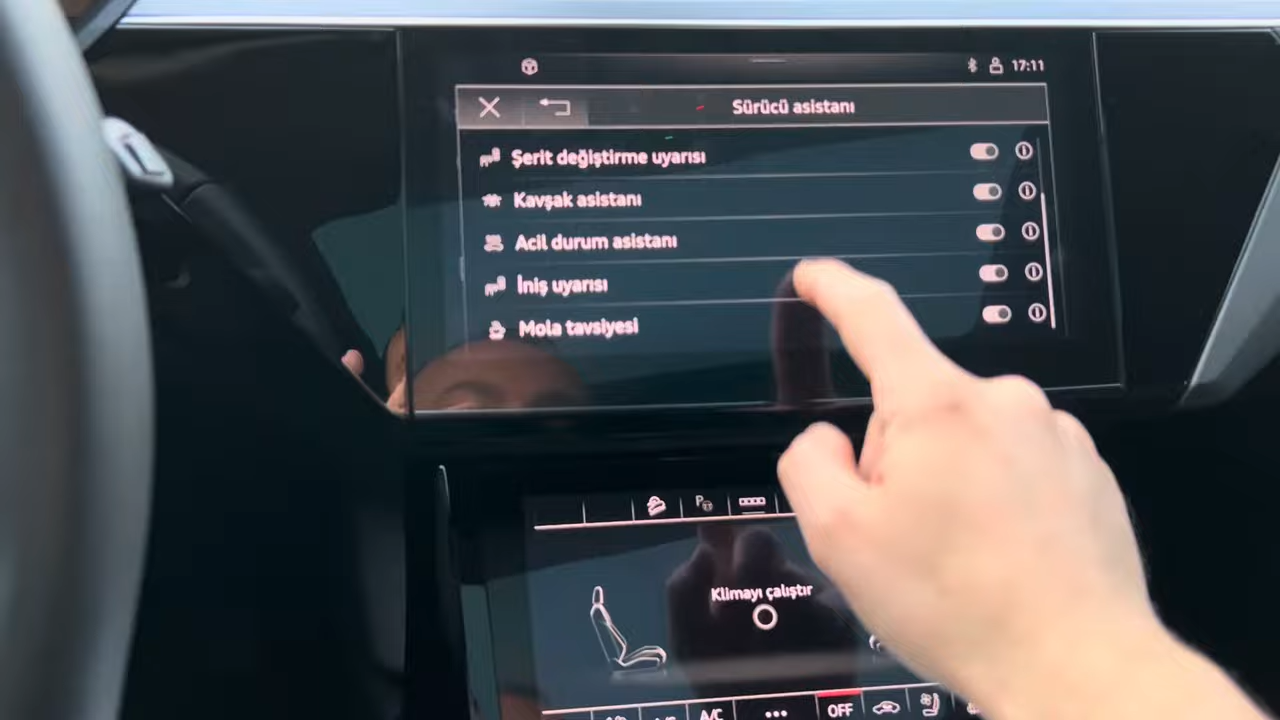 17:11
Sürücü asistanı
Şerit değiştirme uyarısı
Kavşak asistanı
Acil durum asistanı
İniş uyarısı
Mola tavsiyesi
P
Klimayı çalıştır
A/C
OFF